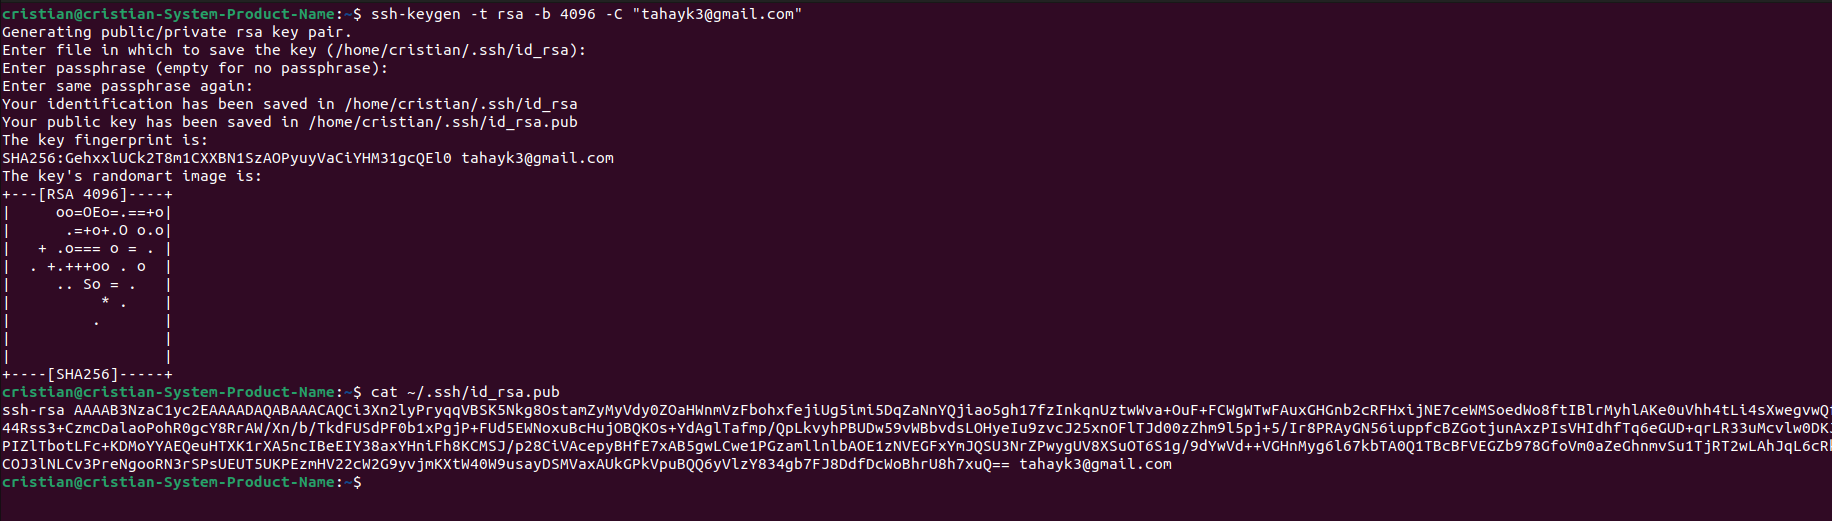 cristian@cristian-System-Product-Name:~$ ssh-keygen -t rsa -b 4096 -C "tahayk3@gmail.com"
Generating public/private rsa key pair.
Enter file in which to save the key (/home/cristian/.ssh/id_rsa):
Enter passphrase (empty for no passphrase):
Enter same passphrase again:
Your identification has been saved in /home/cristian/.ssh/id_rsa
Your public key has been saved in /home/cristian/.ssh/id_rsa.pub
The key fingerprint is:
SHA256:GehxxlUCk2T8m1CXXBN1SzAOPyuyVaCiYHM31gcQEl0 tahayk3@gmail.com
The key's randomart image is:
+---[RSA 4096]----+
|     oo=OEo=.==+o|
|      .=+o+.O o.o|
|   + .o=== o = . |
|  . +.+++oo . o  |
|     .. So = .   |
|          * .    |
|         .       |
|                 |
|                 |
+----[SHA256]-----+
cristian@cristian-System-Product-Name:~$ cat ~/.ssh/id_rsa.pub
ssh-rsa AAAAB3NzaC1yc2EAAAADAQABAAACAQCi3Xn2lyPryqqVBSK5Nkg8OstamZyMyVdy0ZOaHWnmVzFbohxfejiUg5imi5DqZaNnYQjiao5gh17fzInkqnUztwWva+OuF+FCWgWTwFAuxGHGnb2cRFHxijNE7ceWMSoedWo8ftIBlrMyhlAKe0uVhh4tLi4sXwegvwQ
44Rss3+CzmcDalaoPohR0gcY8RrAW/Xn/b/TkdFUSdPF0b1xPgjP+FUd5EWNoxuBcHujOBQKOs+YdAglTafmp/QpLkvyhPBUDw59vWBbvdsLOHyeIu9zvcJ25xnOFlTJd00zZhm9l5pj+5/Ir8PRAyGN56iuppfcBZGotjunAxzPIsVHIdhfTq6eGUD+qrLR33uMcvlw0DK
PIZlTbotLFc+KDMoYYAEQeuHTXK1rXA5ncIBeEIY38axYHniFh8KCMSJ/p28CiVAcepyBHfE7xAB5gwLCwe1PGzamllnlbAOE1zNVEGFxYmJQSU3NrZPwygUV8XSuOT6S1g/9dYwVd++VGHnMyg6l67kbTA0Q1TBcBFVEGZb978GfoVm0aZeGhnmvSu1TjRT2wLAhJqL6cR
COJ3lNLCv3PreNgooRN3rSPsUEUT5UKPEzmHV22cW2G9yvjmKXtW40W9usayDSMVaxAUkGPkVpuBQQ6yVlzY834gb7FJ8DdfDcWoBhrU8h7xuQ== tahayk3@gmail.com
cristian@cristian-System-Product-Name:~$